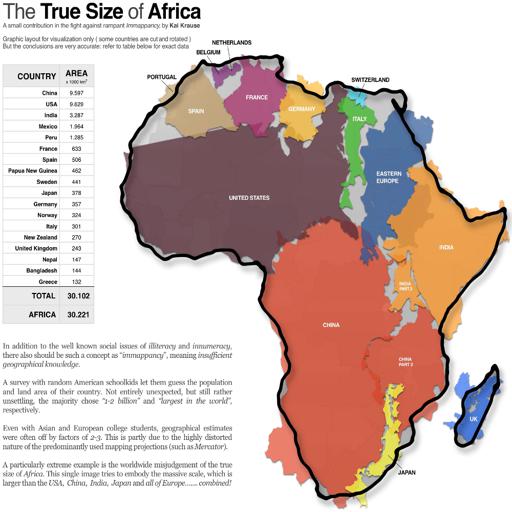 The True Size of Africa
A small contribution in the fight against rampant Immappancy, by Kai Krause
Graphic layout for visualization only ( some countries are cut and rotated )
But the conclusions are very accurate: refer to table below for exact data
COUNTRY AREA
x 1000 km²
China 9.597
USA 9.629
India 3.287
Mexico 1.964
Peru 1.285
France 633
Spain 506
Papua New Guinea 462
Sweden 441
Japan 378
Germany 357
Norway 324
Italy 301
New Zealand 270
United Kingdom 243
Nepal 147
Bangladesh 144
Greece 132
TOTAL 30.102
AFRICA 30.221
In addition to the well known social issues of illiteracy and innumeracy,
there also should be such a concept as "immappancy", meaning insufficient
geographical knowledge.
A survey with random American schoolkids let them guess the population
and land area of their country. Not entirely unexpected, but still rather
unsettling, the majority chose "1-2 billion" and "largest in the world",
respectively.
Even with Asian and European college students, geographical estimates
were often off by factors of 2-3. This is partly due to the highly distorted
nature of the predominantly used mapping projections (such as Mercator).
A particularly extreme example is the worldwide misjudgement of the true
size of Africa. This single image tries to embody the massive scale, which is
larger than the USA, China, India, Japan and all of Europe...... combined!
NETHERLANDS
BELGIUM
PORTUGAL
SWITZERLAND
SPAIN
FRANCE
GERMANY
ITALY
EASTERN
EUROPE
UNITED STATES
INDIA
INDIA
PART 2
CHINA
CHINA
PART 2
UK
JAPAN